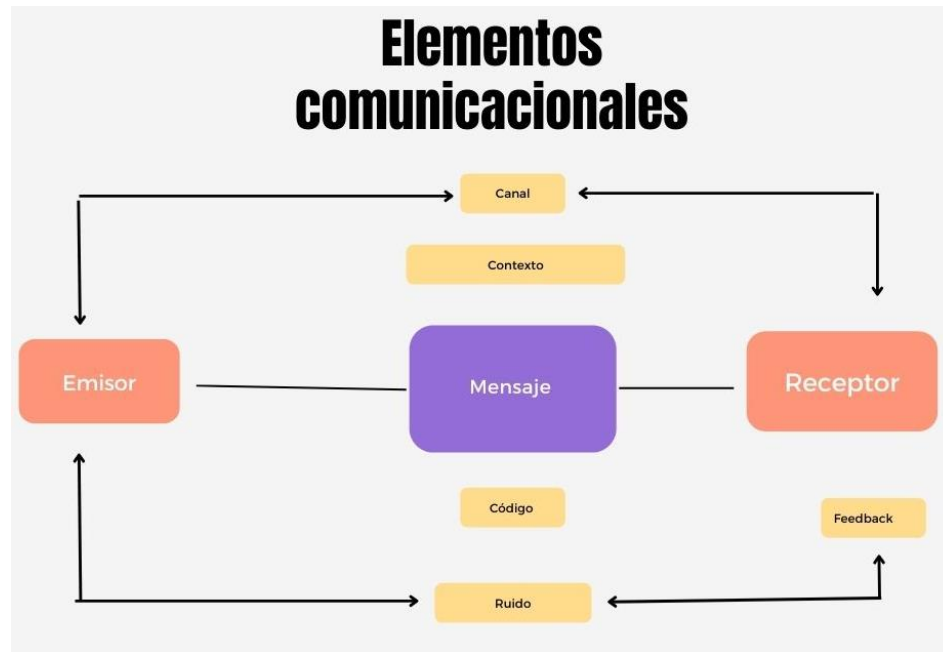 Elementos
comunicacionales
Canal
Contexto
Emisor
Mensaje
Receptor
Código
Feedback
Ruido